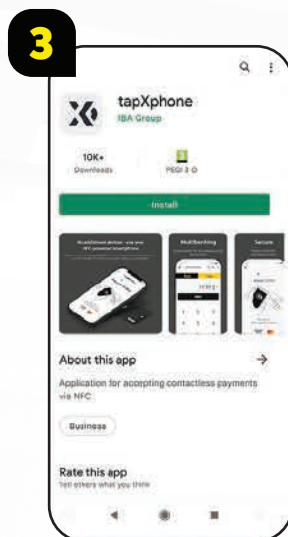 3
tapXphone
IBA Group
10K+
Downloads
PEGI 3
Install
Multibanking
Secure
About this app
Application for accepting contactless payments
via NFC
Business
Rate this app
Tell others what you think